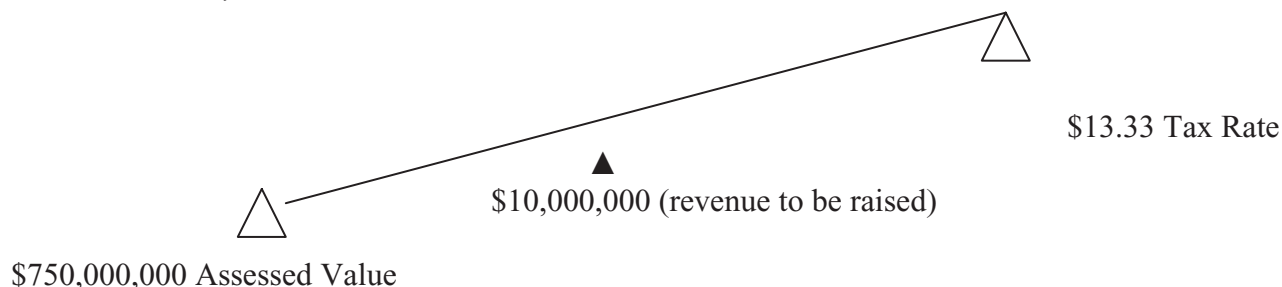 $13.33 Tax Rate
$10,000,000 (revenue to be raised)
$750,000,000 Assessed Value